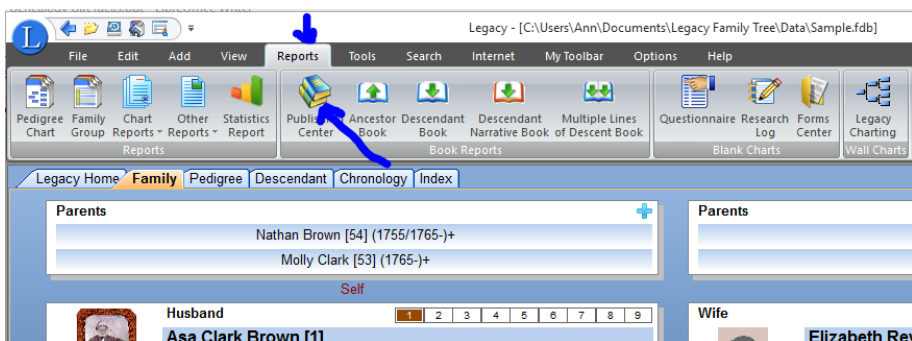 Legacy - [C:\Users\Ann\Documents\Legacy Family Tree\Data\Sample.fdb]
File Edit Add View Reports Tools Search Internet My Toolbar Options Help
Pedigree Chart
Family Group
Chart Reports
Other Reports
Statistics Report
Center
Ancestor Book
Descendant Book
Descendant Narrative Book
Multiple Lines of Descent Book
Questionnaire
Research Log
Forms Center
Legacy Charting
Reports Book Reports Blank Charts Wall Charts
Legacy Home Family Pedigree Descendant Chronology Index
Parents Parents
Nathan Brown [54] (1755/1765-)+
Molly Clark [53] (1765-)+
Self
Husband 1 2 3 4 5 6 7 8 9 Wife
Asa Clark Brown [1] Elizabeth